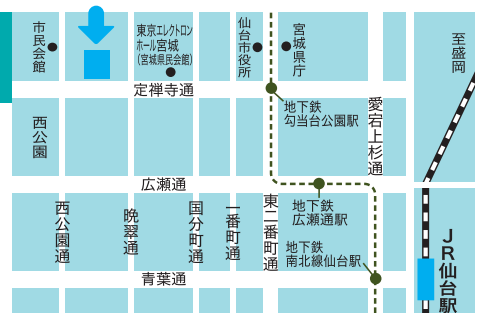 市民会館
東京エレクトロン
ホール宮城
(宮城県民会館)
仙台市役所
宮城県庁
至盛岡
定禅寺通
西公園
地下鉄
勾当台公園駅
愛宕上杉通
広瀬通
地下鉄
広瀬通駅
西公園通
晩翠通
国分町通
一番町通
東二番町通
地下鉄
南北線仙台駅
JR仙台駅
青葉通